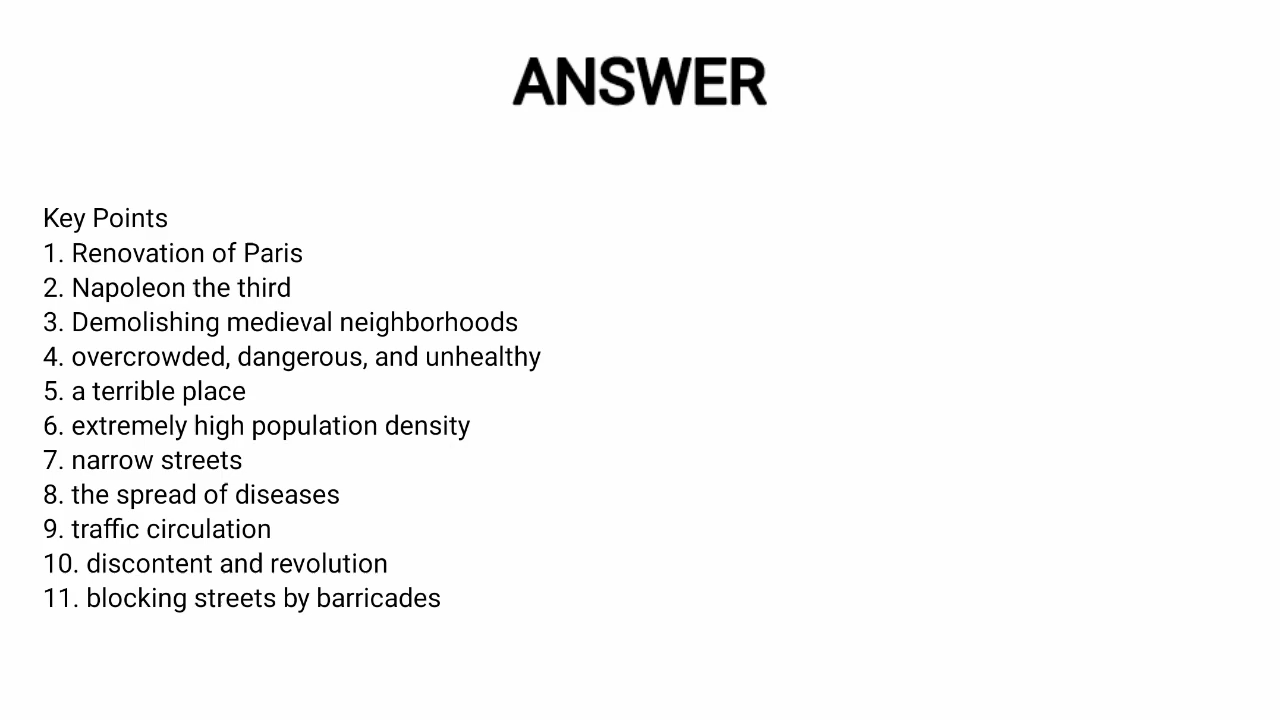 ANSWER
Key Points
1. Renovation of Paris
2. Napoleon the third
3. Demolishing medieval neighborhoods
4. overcrowded, dangerous, and unhealthy
5. a terrible place
6. extremely high population density
7. narrow streets
8. the spread of diseases
9. traffic circulation
10. discontent and revolution
11. blocking streets by barricades